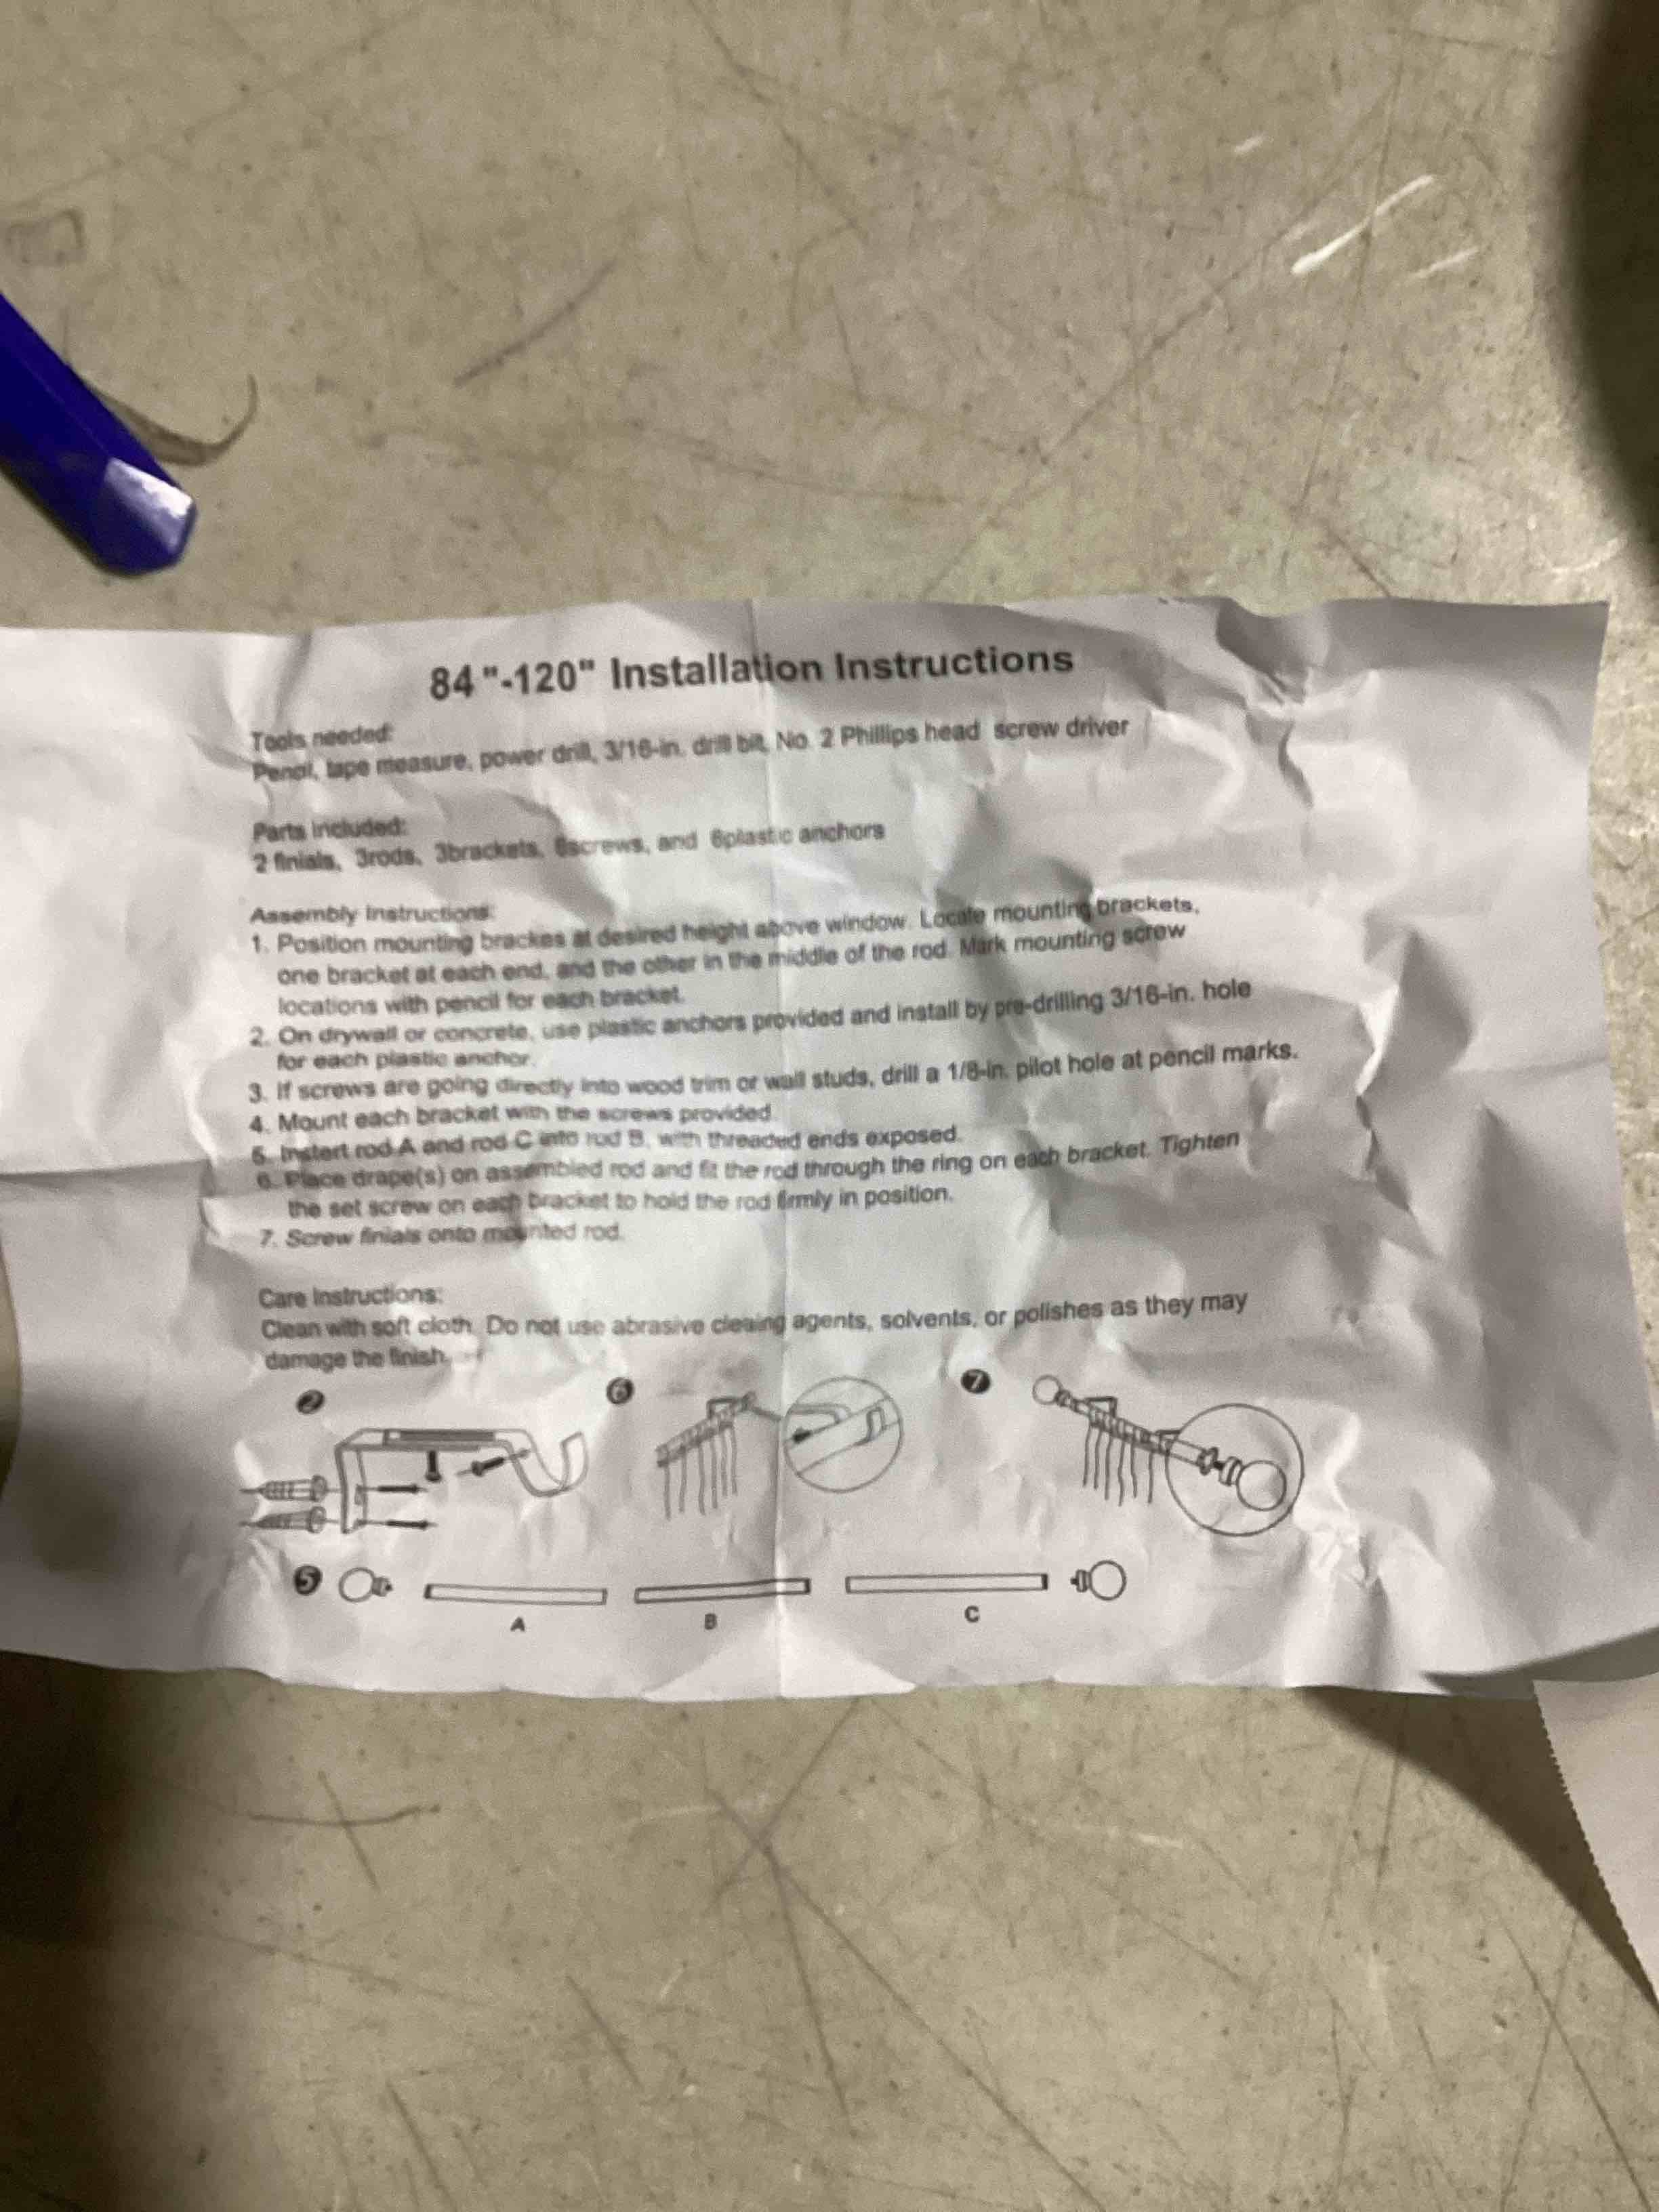 84"-120" Installation Instructions
Tools needed:
Pencil, tape measure, power drill, 3/16-in. drill bit, No. 2 Phillips head screw driver
Parts Included:
2 finials, 3rods, 3brackets, 6screws, and 6plastic anchors
Assembly Instructions:
1. Position mounting brackes at desired height above window. Locate mounting brackets,
one bracket at each end, and the other in the middle of the rod. Mark mounting screw
locations with pencil for each bracket.
2. On drywall or concrete, use plastic anchors provided and install by pre-drilling 3/16-in. hole
for each plastic anchor.
3. If screws are going directly into wood trim or wall studs, drill a 1/8-in. pilot hole at pencil marks.
4. Mount each bracket with the screws provided.
5. Instert rod A and rod C into rod B, with threaded ends exposed.
6. Place drape(s) on assembled rod and fit the rod through the ring on each bracket. Tighten
the set screw on each bracket to hold the rod firmly in position.
7. Screw finials onto mounted rod.
Care Instructions:
Clean with soft cloth. Do not use abrasive cleaing agents, solvents, or polishes as they may
damage the finish.
2 6 7
5
A B C